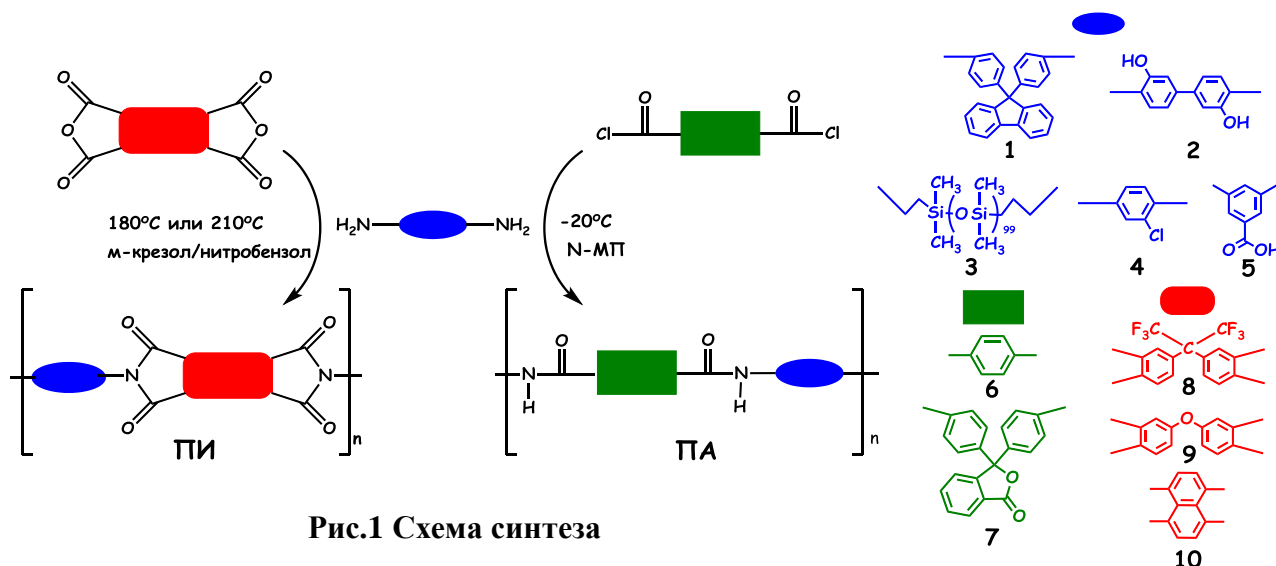 O
O
O
O
O
O
180°C или 210°C
м-крезол/нитробензол
H₂N
NH₂
O
Cl
O
Cl
-20°C
N-МП
O
O
N
N
O
O
n
ПИ
O
O
N
H
N
H
n
ПА
Рис.1 Схема синтеза
1
HO
OH
2
CH₃
CH₃
Si
O
Si
99
CH₃
CH₃
3
Cl
4
O
OH
5
6
O
O
7
F₃C
CF₃
C
8
O
9
10